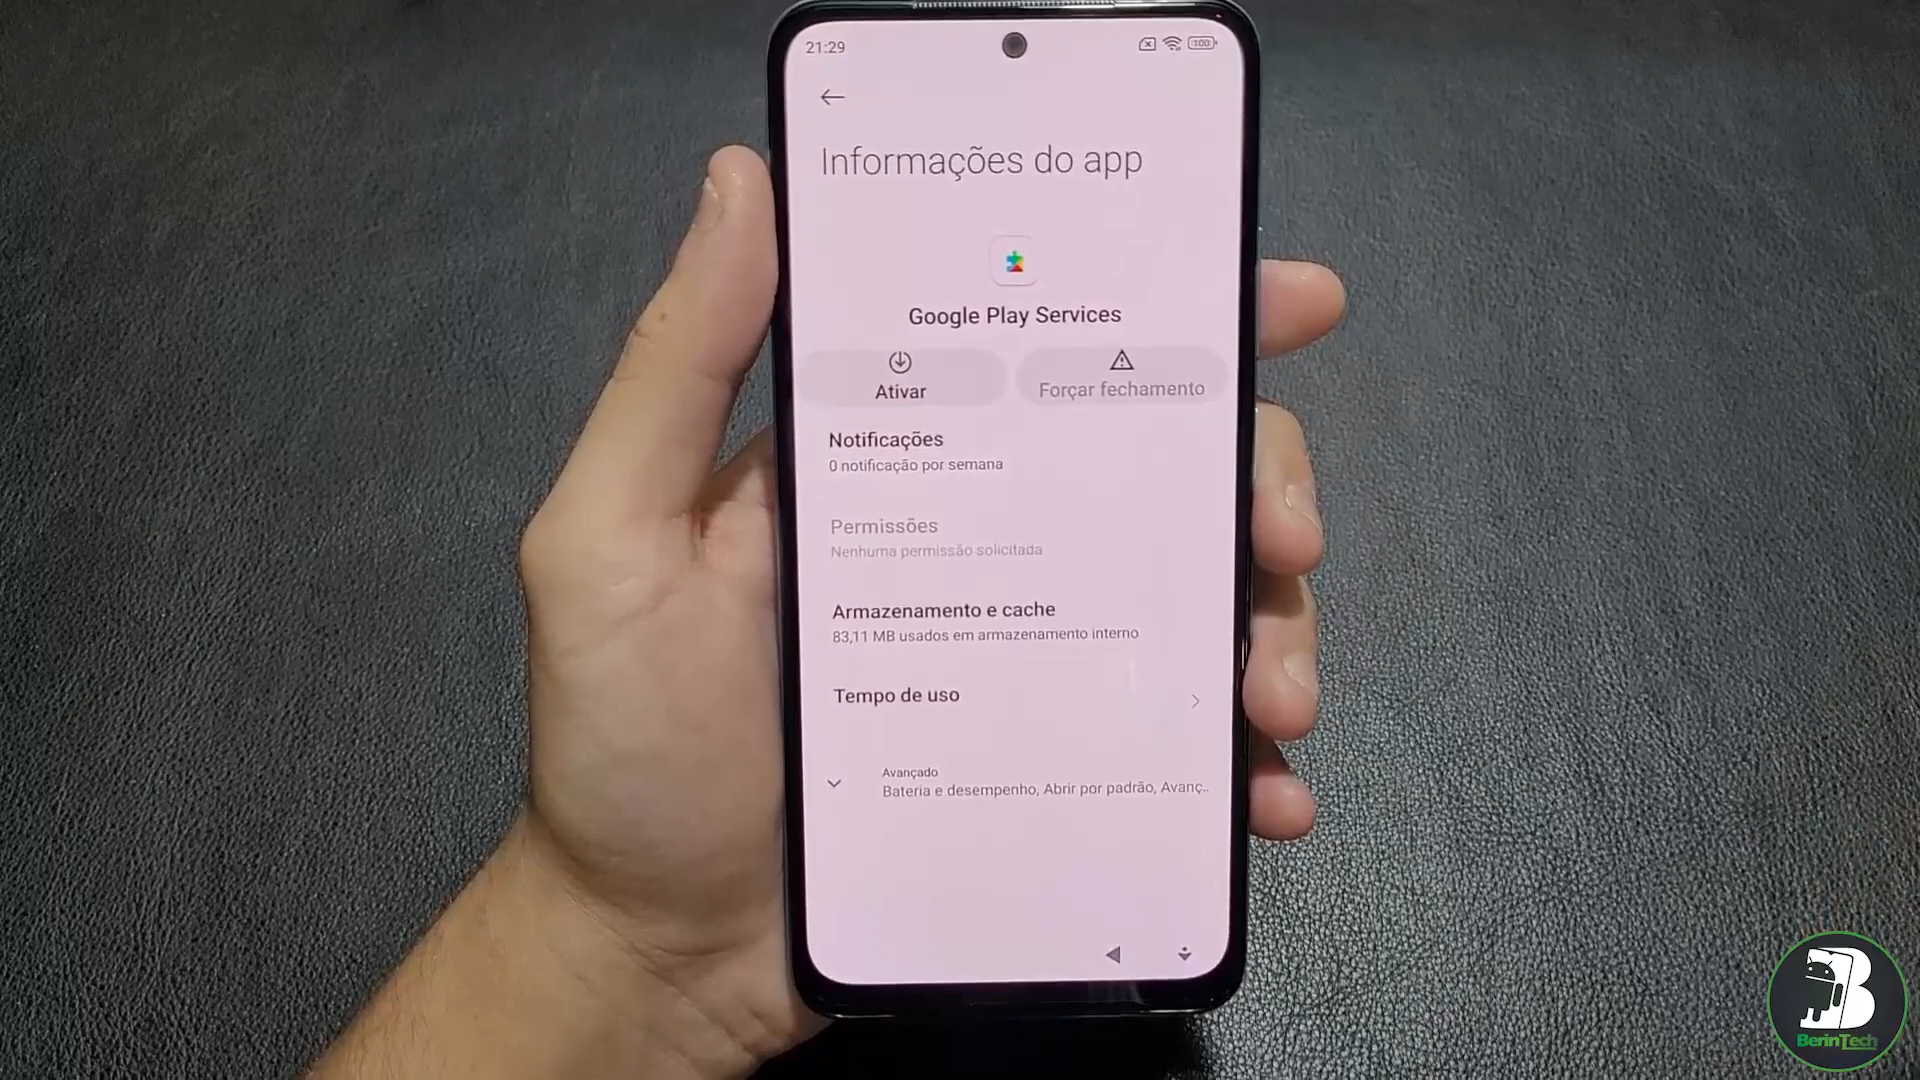 21:29
100
Informações do app
Google Play Services
Ativar
Forçar fechamento
Notificações
0 notificação por semana
Permissões
Nenhuma permissão solicitada
Armazenamento e cache
83,11 MB usados em armazenamento interno
Tempo de uso
Avançado
Bateria e desempenho, Abrir por padrão, Avanç..
B
BerinTech